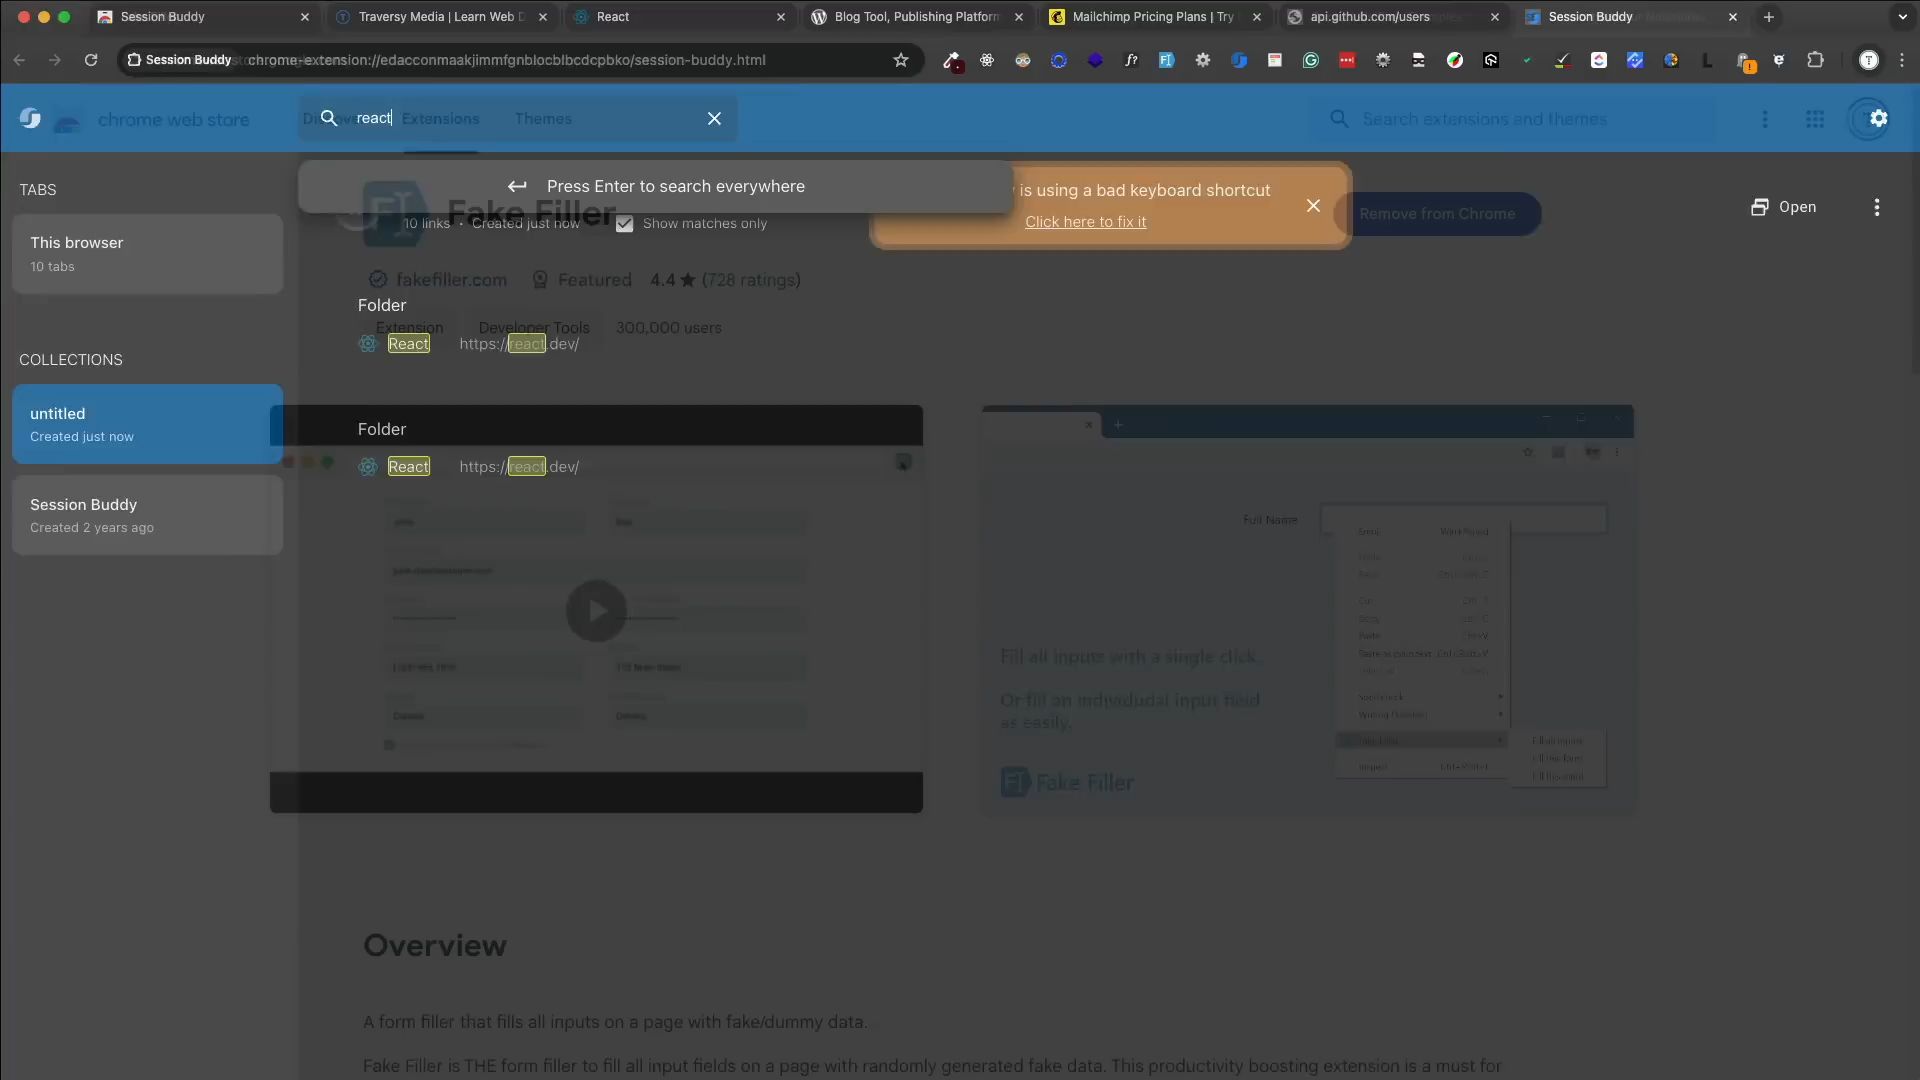 Session Buddy
Traversy Media | Learn Web D
React
Blog Tool, Publishing Platform
Mailchimp Pricing Plans | Try
api.github.com/users
Session Buddy
Session Buddy chrome-extension://edacconmaakjimmfgnblocblbcdcpbko/session-buddy.html
chrome web store
react
Extensions
Themes
Search extensions and themes
TABS
This browser
10 tabs
COLLECTIONS
untitled
Created just now
Session Buddy
Created 2 years ago
Press Enter to search everywhere
Fake Filler
10 links · Created just now
Show matches only
is using a bad keyboard shortcut
Click here to fix it
Remove from Chrome
Open
fakefiller.com
Featured
4.4 ★ (728 ratings)
Folder
Extension
Developer Tools
300,000 users
React https://react.dev/
Folder
React https://react.dev/
Full Name
Fill all inputs with a single click.
Or fill an individudal input field
as easily.
Fake Filler
Overview
A form filler that fills all inputs on a page with fake/dummy data.
Fake Filler is THE form filler to fill all input fields on a page with randomly generated fake data. This productivity boosting extension is a must for